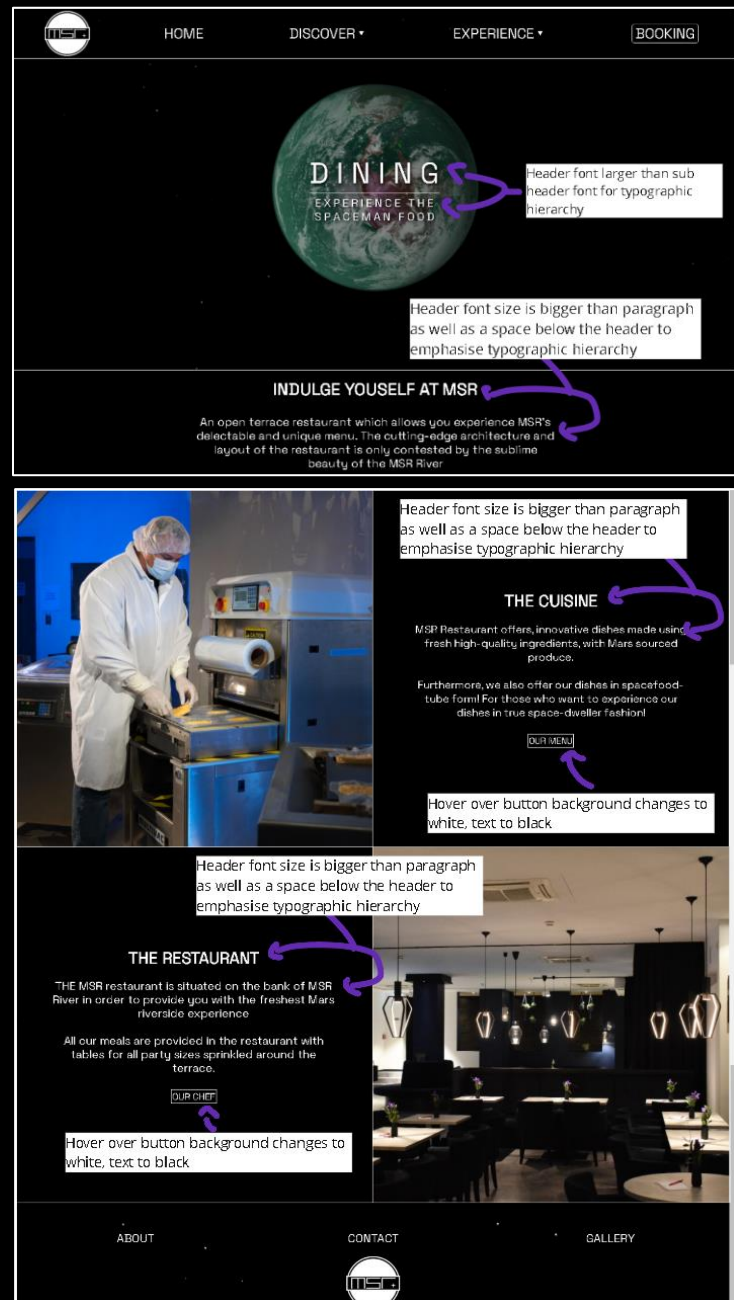 MSR
HOME
DISCOVER ▾
EXPERIENCE ▾
BOOKING
DINING
EXPERIENCE THE
SPACEMAN FOOD
Header font larger than sub
header font for typographic
hierarchy
Header font size is bigger than paragraph
as well as a space below the header to
emphasise typographic hierarchy
INDULGE YOUSELF AT MSR
An open terrace restaurant which allows you experience MSR's
delectable and unique menu. The cutting-edge architecture and
layout of the restaurant is only contested by the sublime
beauty of the MSR River
Header font size is bigger than paragraph
as well as a space below the header to
emphasise typographic hierarchy
THE CUISINE
MSR Restaurant offers, innovative dishes made using
fresh high-quality ingredients, with Mars sourced
produce.
Furthermore, we also offer our dishes in spacefood-
tube form! For those who want to experience our
dishes in true space-dweller fashion!
OUR MENU
Hover over button background changes to
white, text to black
Header font size is bigger than paragraph
as well as a space below the header to
emphasise typographic hierarchy
THE RESTAURANT
THE MSR restaurant is situated on the bank of MSR
River in order to provide you with the freshest Mars
riverside experience
All our meals are provided in the restaurant with
tables for all party sizes sprinkled around the
terrace.
OUR CHEF
Hover over button background changes to
white, text to black
ABOUT
CONTACT
GALLERY
MSR